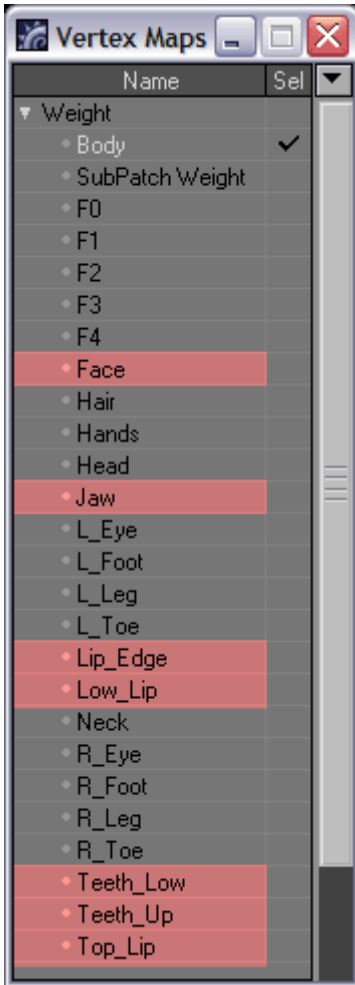 Vertex Maps
Name Sel
Weight
Body
SubPatch Weight
F0
F1
F2
F3
F4
Face
Hair
Hands
Head
Jaw
L_Eye
L_Foot
L_Leg
L_Toe
Lip_Edge
Low_Lip
Neck
R_Eye
R_Foot
R_Leg
R_Toe
Teeth_Low
Teeth_Up
Top_Lip